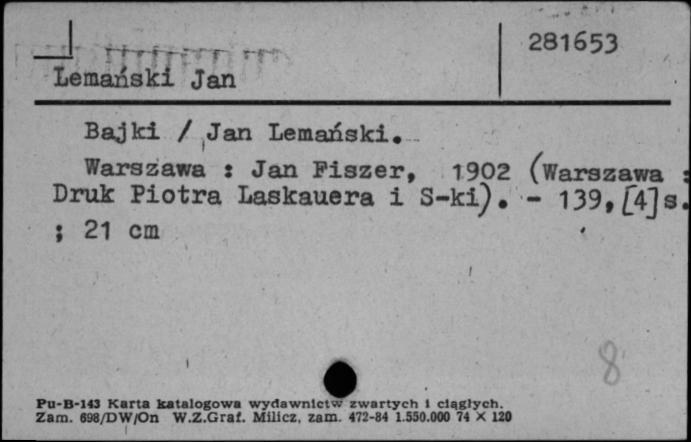 281653
Lemański Jan
Bajki / Jan Lemański.
Warszawa : Jan Fiszer, 1902 (Warszawa :
Druk Piotra Laskauera i S-ki). - 139, [4] s.
; 21 cm
8
Pu-B-143 Karta katalogowa wydawnictw zwartych i ciągłych.
Zam. 698/DW/On W.Z.Graf. Milicz, zam. 472-84 1.550.000 74 X 120